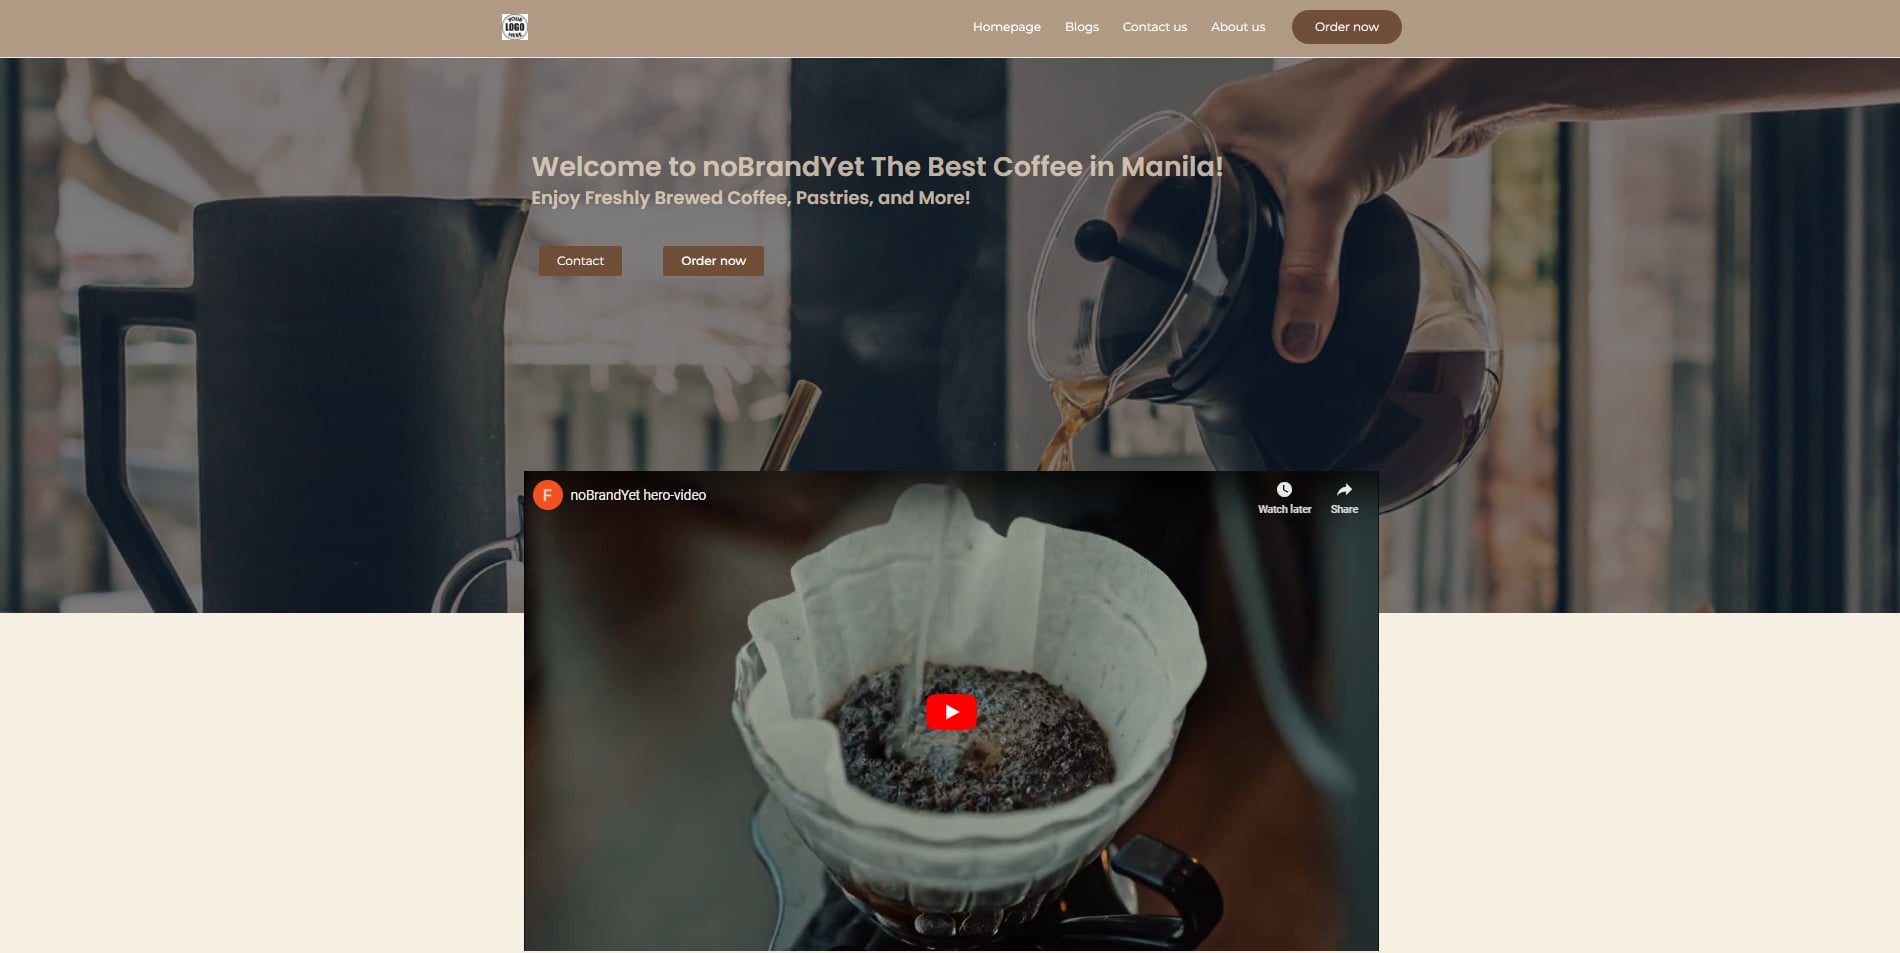 YOUR
LOGO
HERE
Homepage
Blogs
Contact us
About us
Order now
Welcome to noBrandYet The Best Coffee in Manila!
Enjoy Freshly Brewed Coffee, Pastries, and More!
Contact
Order now
F
noBrandYet hero-video
Watch later
Share